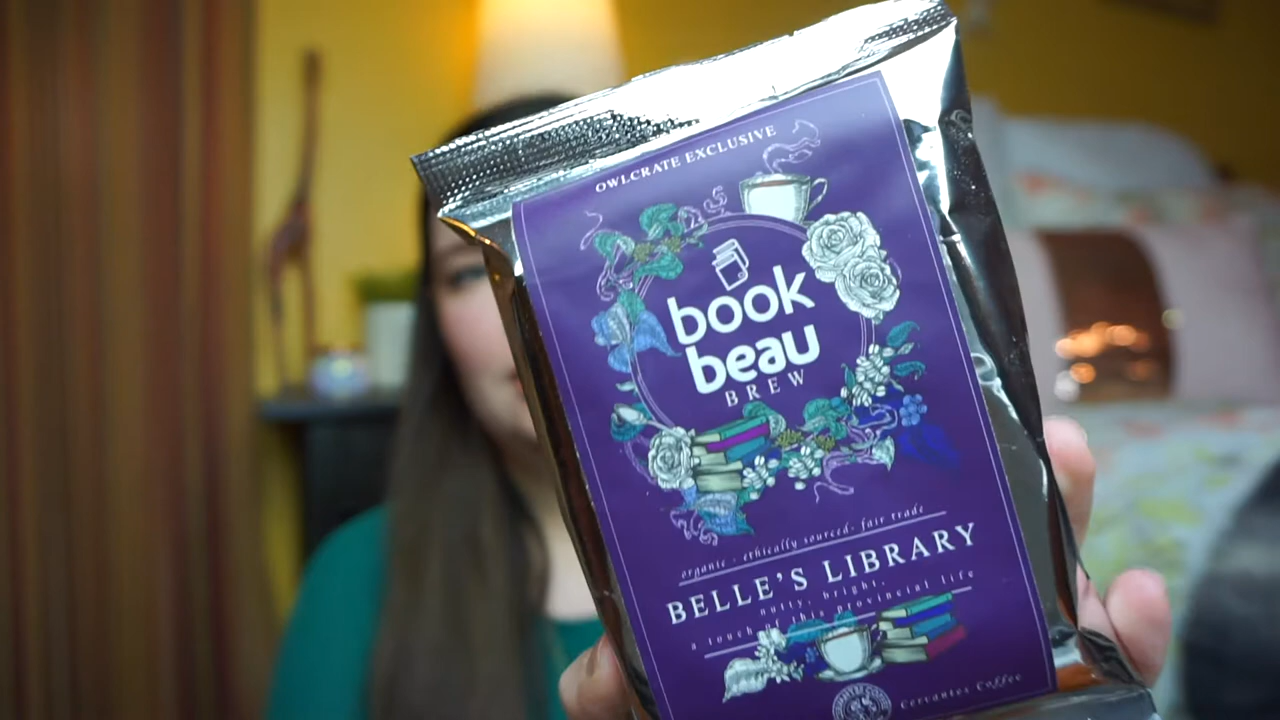 OWLCRATE EXCLUSIVE
book
beau
BREW
organic - ethically sourced - fair trade
BELLE'S LIBRARY
nutty, bright,
a touch of this Provincial life
Cervantes Coffee